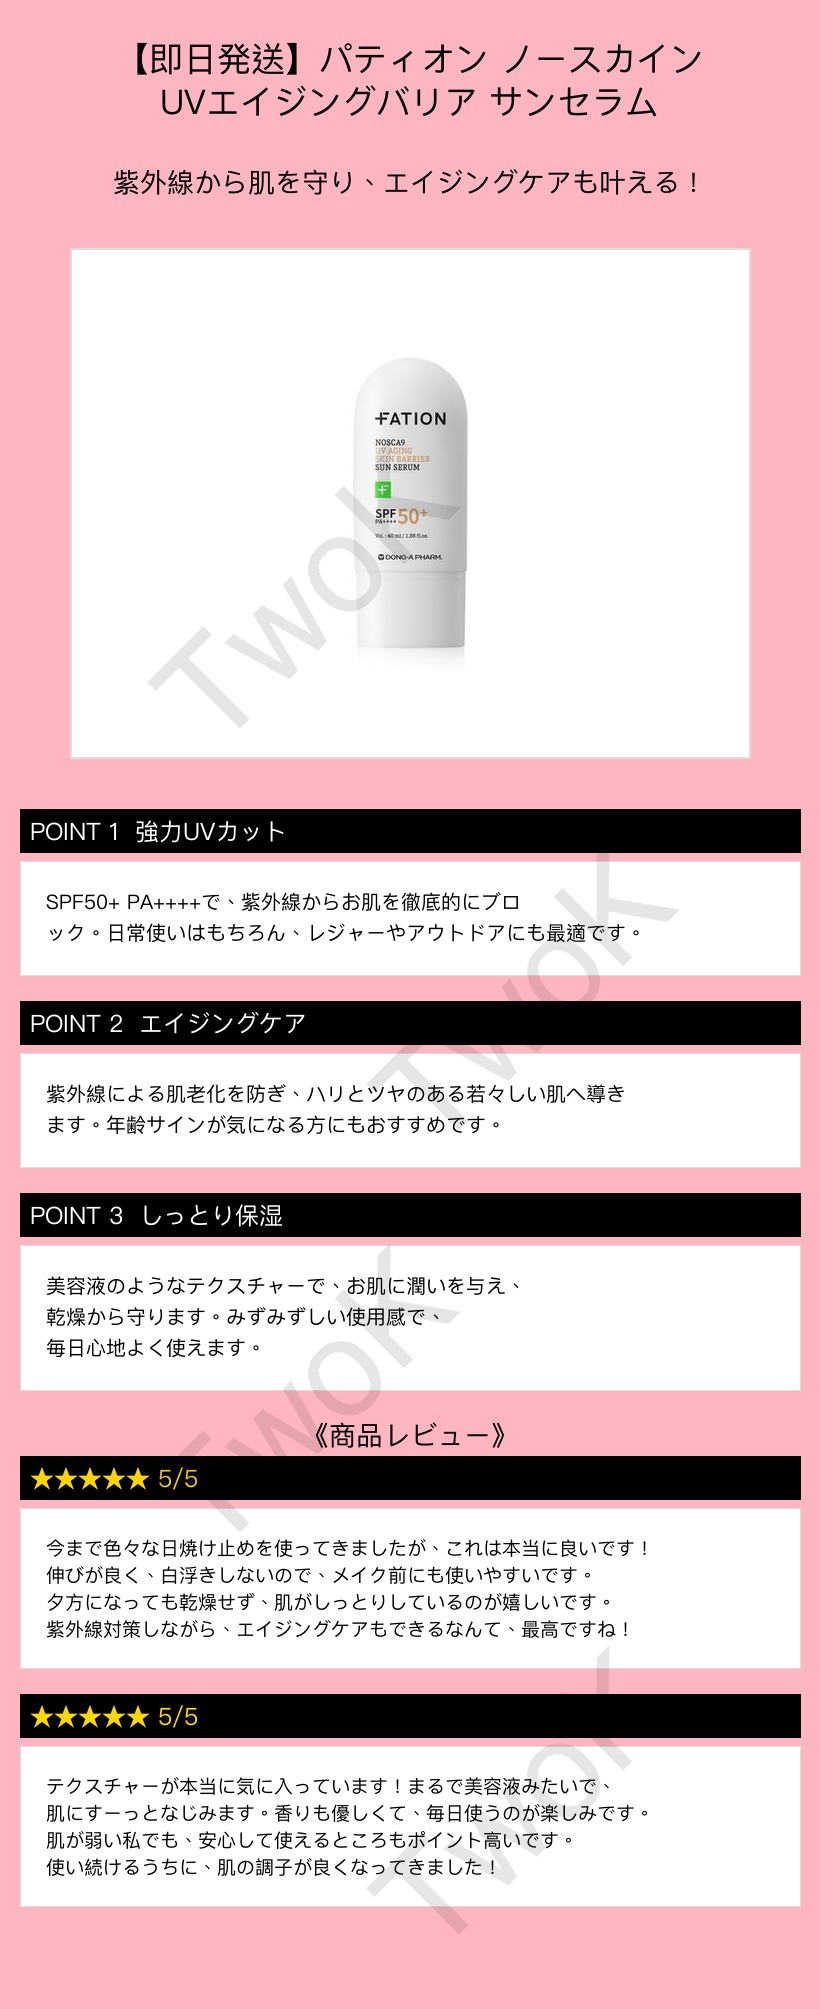 【即日発送】パティオン ノースカイン
UVエイジングバリア サンセラム
紫外線から肌を守り、エイジングケアも叶える！
FATION
NOSCA9
UV AGING
SKIN BARRIER
SUN SERUM
SPF 50+
PA++++
Vol. : 40 ml / 1.35 fl.oz.
DONG-A PHARM.
TwoK
POINT 1 強力UVカット
SPF50+ PA++++で、紫外線からお肌を徹底的にブロ
ック。日常使いはもちろん、レジャーやアウトドアにも最適です。
TwoK
POINT 2 エイジングケア
紫外線による肌老化を防ぎ、ハリとツヤのある若々しい肌へ導き
ます。年齢サインが気になる方にもおすすめです。
POINT 3 しっとり保湿
美容液のようなテクスチャーで、お肌に潤いを与え、
乾燥から守ります。みずみずしい使用感で、
毎日心地よく使えます。
TwoK
《商品レビュー》
★★★★★ 5/5
今まで色々な日焼け止めを使ってきましたが、これは本当に良いです！
伸びが良く、白浮きしないので、メイク前にも使いやすいです。
夕方になっても乾燥せず、肌がしっとりしているのが嬉しいです。
紫外線対策しながら、エイジングケアもできるなんて、最高ですね！
★★★★★ 5/5
テクスチャーが本当に気に入っています！まるで美容液みたいで、
肌にすーっとなじみます。香りも優しくて、毎日使うのが楽しみです。
肌が弱い私でも、安心して使えるところもポイント高いです。
使い続けるうちに、肌の調子が良くなってきました！
TwoK